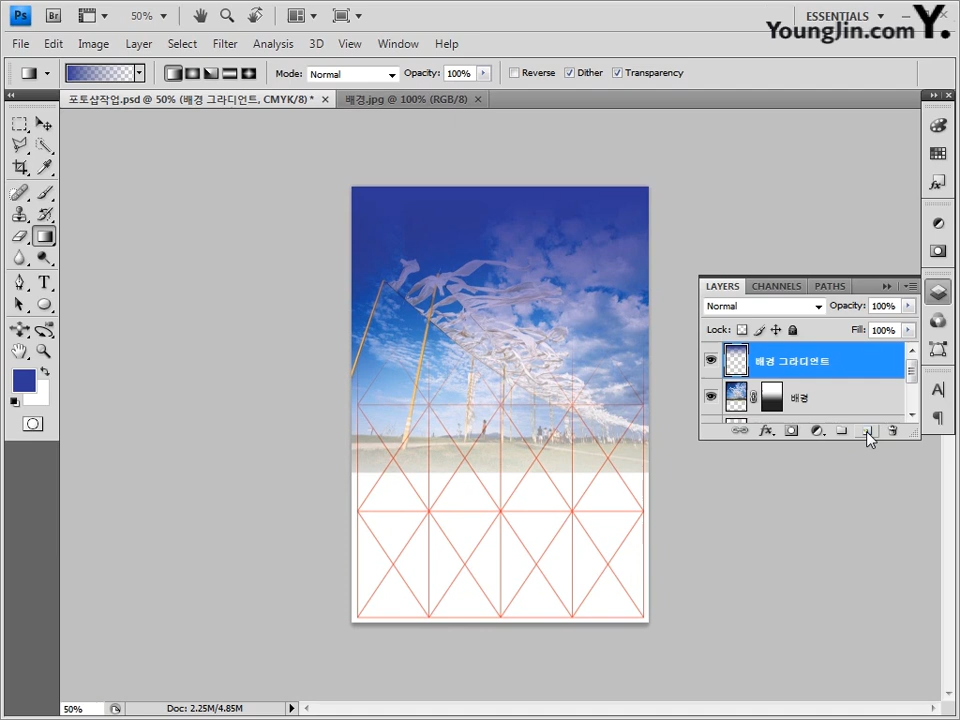 Ps Br 50% ESSENTIALS
YoungJin.com Y.
File Edit Image Layer Select Filter Analysis 3D View Window Help
Mode: Normal Opacity: 100% Reverse Dither Transparency
포토샵작업.psd @ 50% (배경 그라디언트, CMYK/8) * 배경.jpg @ 100% (RGB/8)
LAYERS CHANNELS PATHS
Normal Opacity: 100%
Lock: Fill: 100%
배경 그라디언트
배경
50% Doc: 2.25M/4.85M